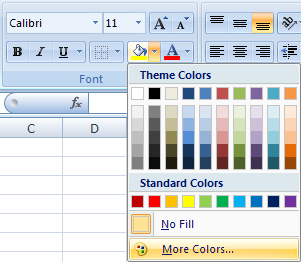 Calibri 11
B I U A
Font
fx
C D
Theme Colors
Standard Colors
No Fill
More Colors...